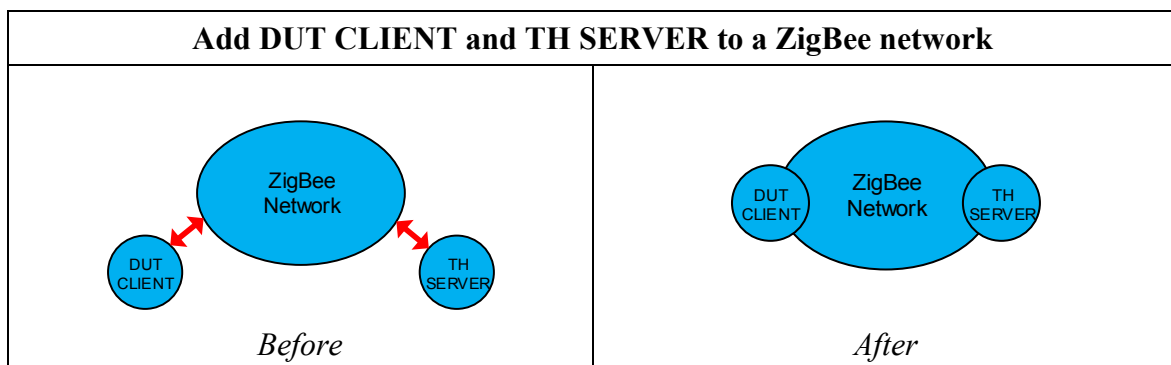 Add DUT CLIENT and TH SERVER to a ZigBee network
ZigBee
Network
DUT
CLIENT
TH
SERVER
Before
DUT
CLIENT
ZigBee
Network
TH
SERVER
After